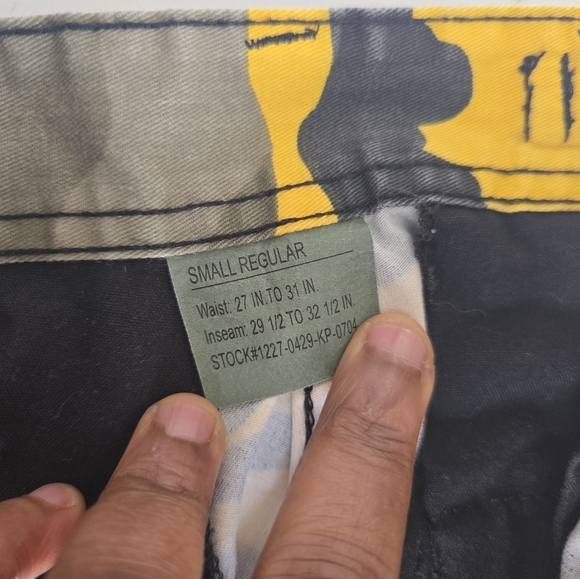 SMALL REGULAR
Waist: 27 IN.TO 31 IN.
Inseam: 29 1/2 TO 32 1/2 IN.
STOCK#1227-0429-KP-0704